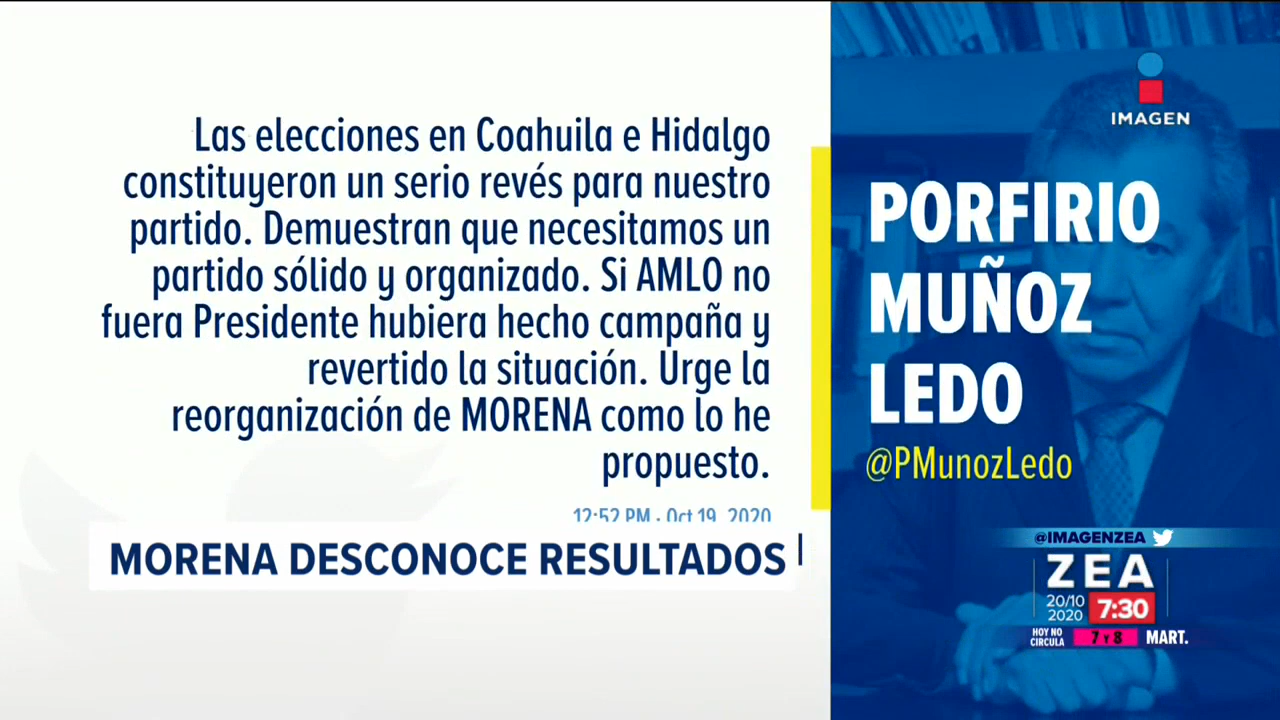 Las elecciones en Coahuila e Hidalgo
constituyeron un serio revés para nuestro
partido. Demuestran que necesitamos un
partido sólido y organizado. Si AMLO no
fuera Presidente hubiera hecho campaña y
revertido la situación. Urge la
reorganización de MORENA como lo he
propuesto.
12:52 PM · Oct 19, 2020
MORENA DESCONOCE RESULTADOS
IMAGEN
PORFIRIO
MUÑOZ
LEDO
@PMunozLedo
@IMAGENZEA
ZEA
20/10
2020
7:30
HOY NO
CIRCULA
7 Y 8
MART.